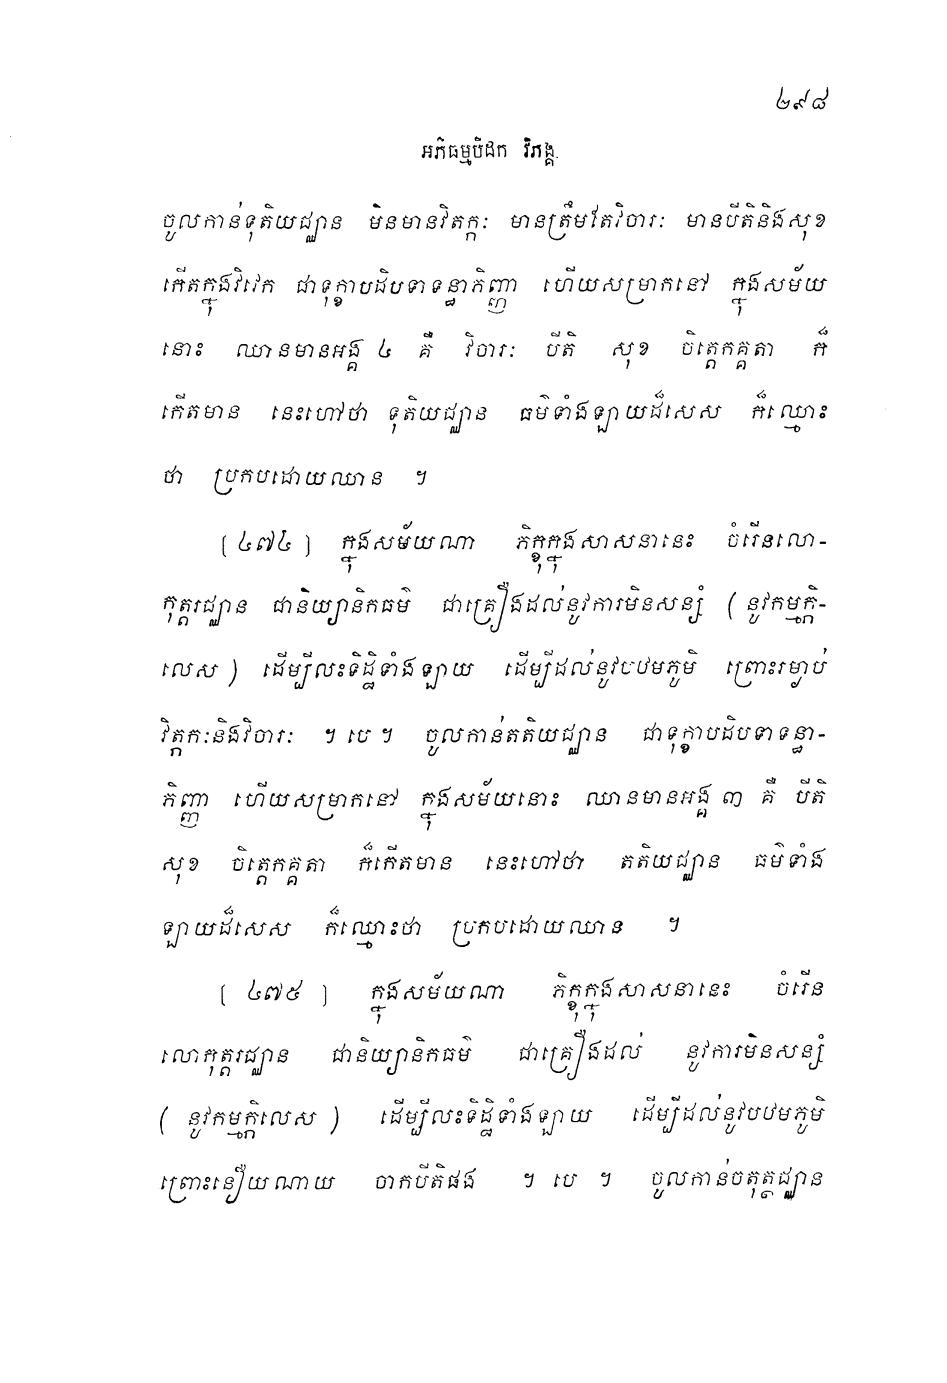 ២៩៨
អភិធម្មបិដក វិភង្គ
ចូលកាន់ទុតិយជ្ឈាន មិនមានវិតក្កៈ មានត្រឹមតែវិចារៈ មានបីតិនិងសុខ
កើតក្នុងវិវេក ជាទុក្ខាបដិបទាទន្ធាភិញ្ញា ហើយសម្រាកនៅ ក្នុងសម័យ
នោះ ឈានមានអង្គ ៤ គឺ វិចារៈ បីតិ សុខ ចិត្តេកគ្គតា ក៏
កើតមាន នេះហៅថា ទុតិយជ្ឈាន ធម៌ទាំងឡាយដ៏សេស ក៏ឈ្មោះ
ថា ប្រកបដោយឈាន ។
(៤៧៤) ក្នុងសម័យណា ភិក្ខុក្នុងសាសនានេះ ចំរើនលោ-
កុត្តរជ្ឈាន ជានិយ្យានិកធម៌ ជាគ្រឿងដល់នូវការមិនសន្សំ (នូវកម្មក្កិ-
លេស) ដើម្បីលះទិដ្ឋិទាំងឡាយ ដើម្បីដល់នូវបឋមភូមិ ព្រោះរម្ងាប់
វិត្តកៈនិងវិចារៈ ។ បេ ។ ចូលកាន់តតិយជ្ឈាន ជាទុក្ខាបដិបទាទន្ធា-
ភិញ្ញា ហើយសម្រាកនៅ ក្នុងសម័យនោះ ឈានមានអង្គ ៣ គឺ បីតិ
សុខ ចិត្តេកគ្គតា ក៏កើតមាន នេះហៅថា តតិយជ្ឈាន ធម៌ទាំង
ឡាយដ៏សេស ក៏ឈ្មោះថា ប្រកបដោយឈាន ។
(៤៧៥) ក្នុងសម័យណា ភិក្ខុក្នុងសាសនានេះ ចំរើន
លោកុត្តរជ្ឈាន ជានិយ្យានិកធម៌ ជាគ្រឿងដល់ នូវការមិនសន្សំ
(នូវកម្មក្កិលេស) ដើម្បីលះទិដ្ឋិទាំងឡាយ ដើម្បីដល់នូវបឋមភូមិ
ព្រោះនឿយណាយ ចាកបីតិផង ។ បេ ។ ចូលកាន់ចតុត្ថជ្ឈាន